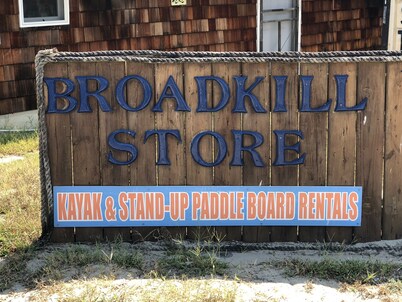 BROADKILL
STORE
KAYAK & STAND-UP PADDLE BOARD RENTALS